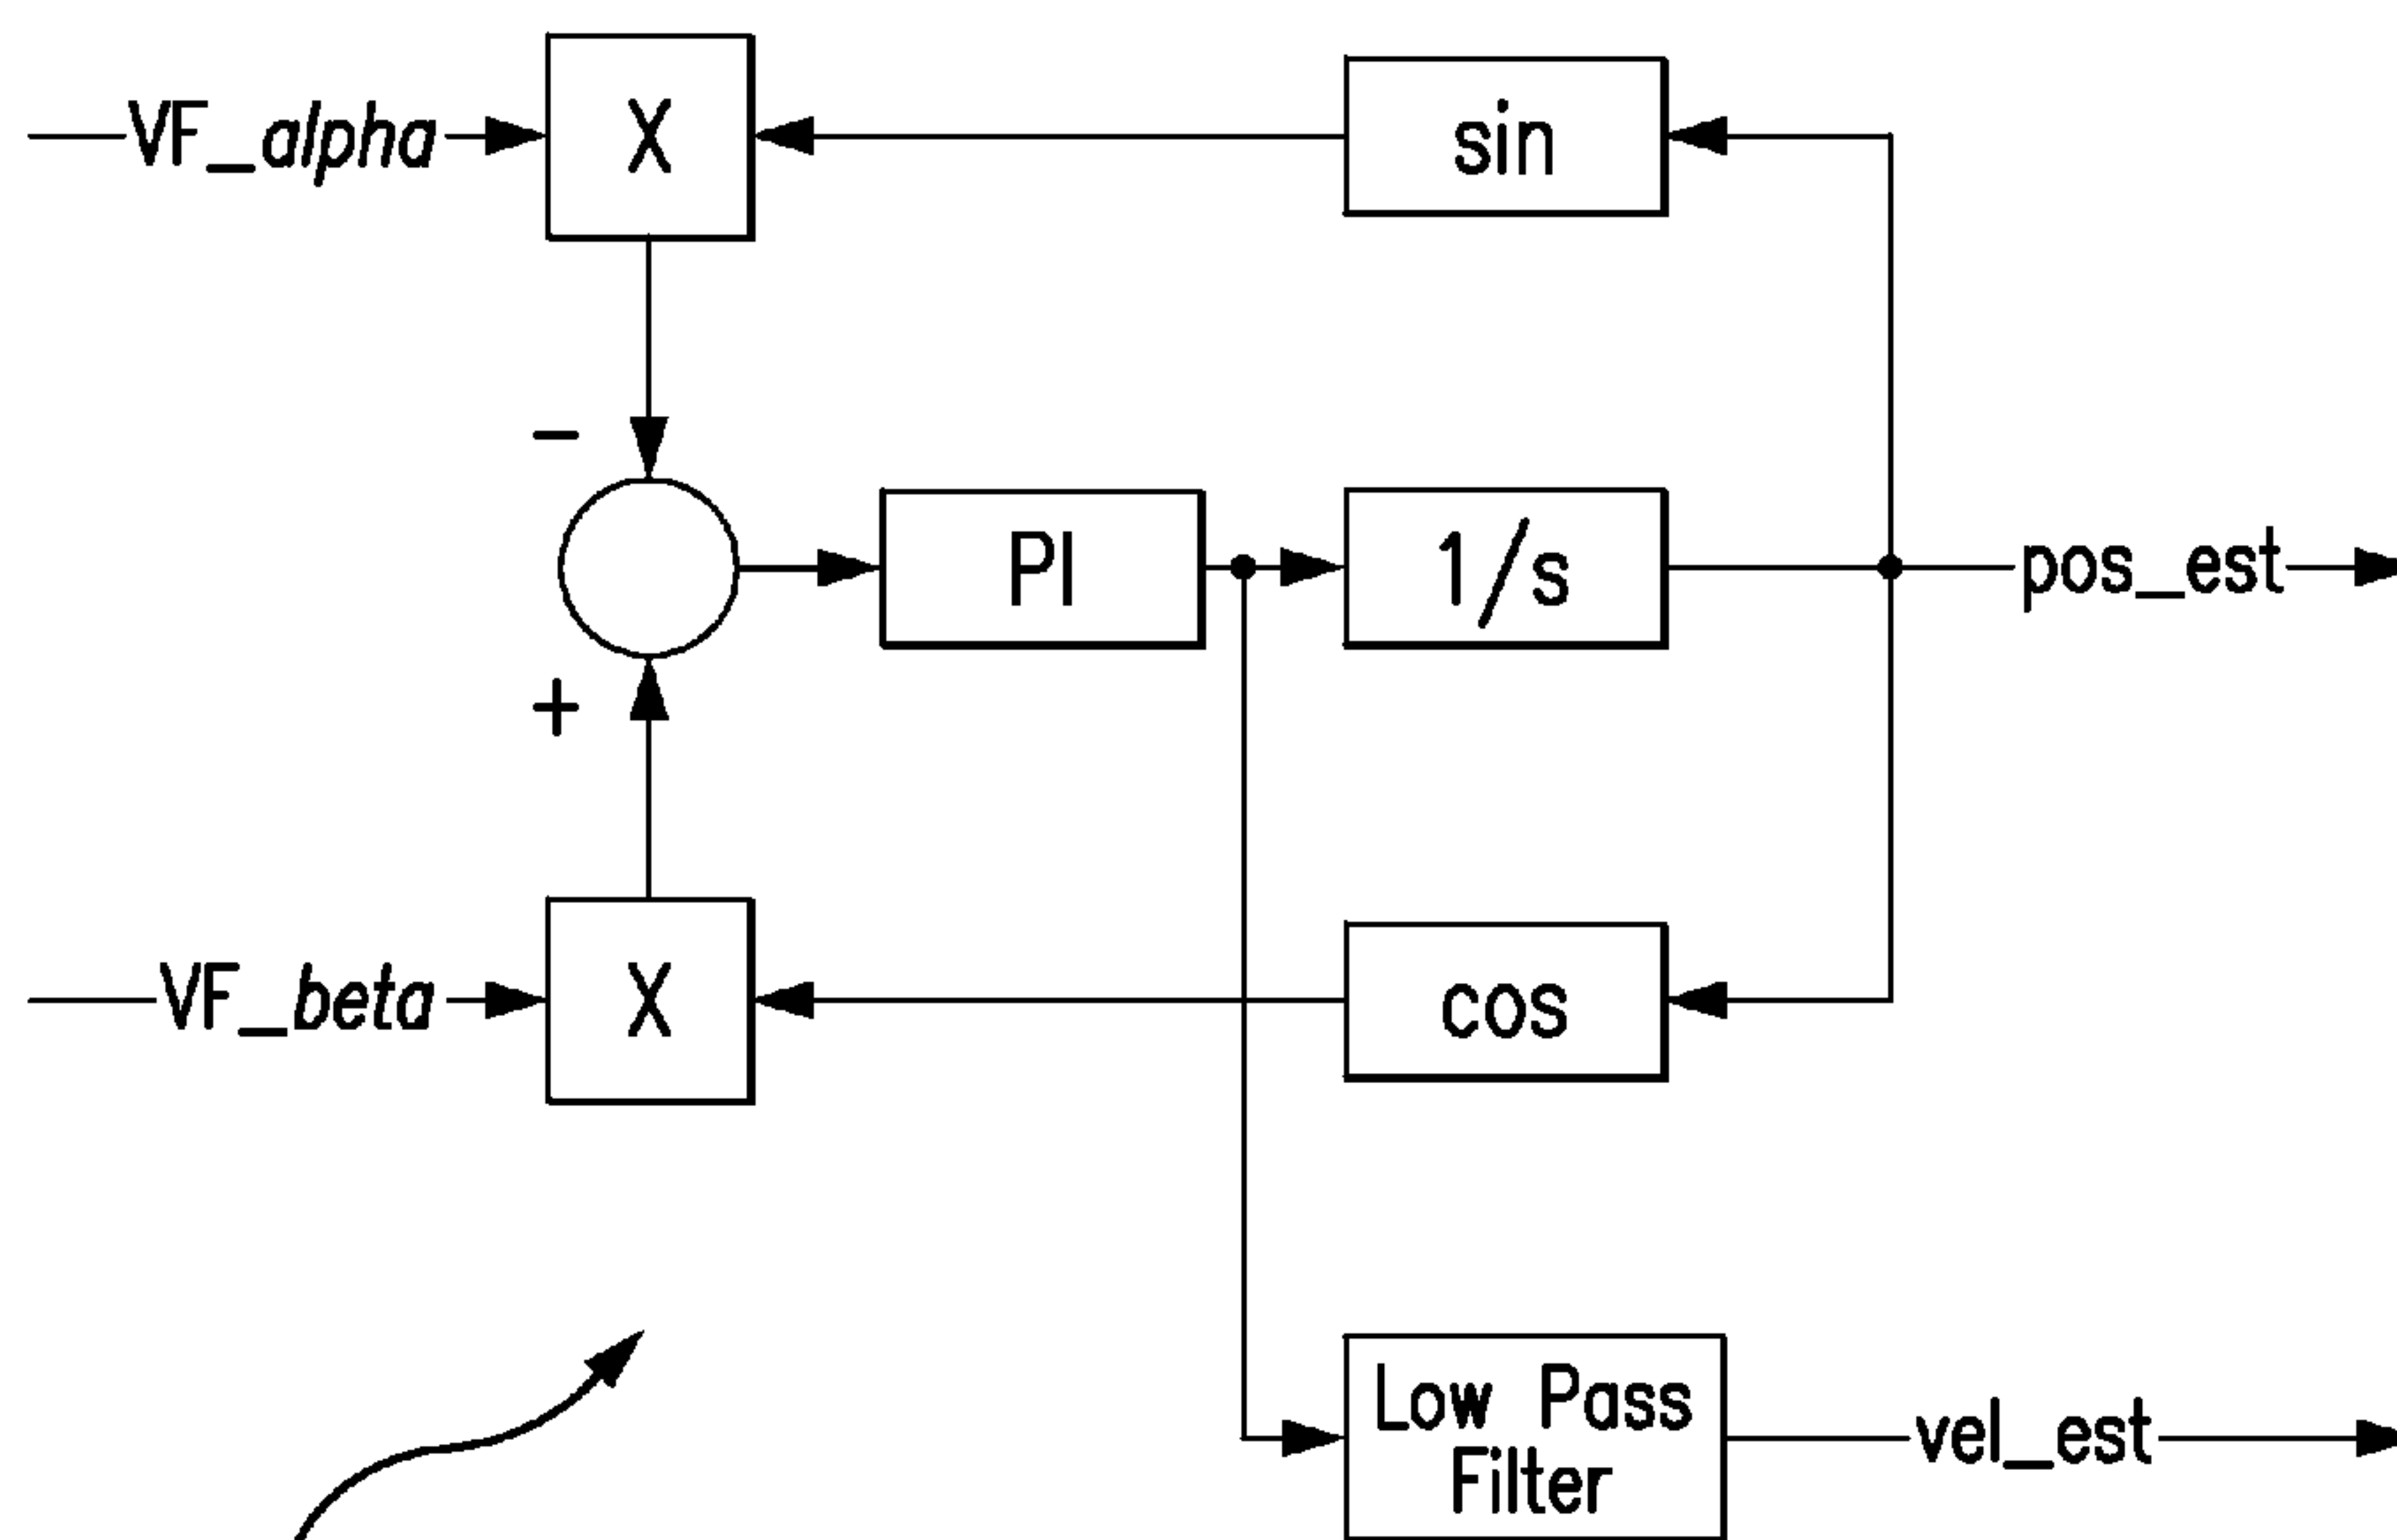 VF_alpha
X
sin
−
PI
1/s
pos_est
+
VF_beta
X
cos
Low Pass
Filter
vel_est